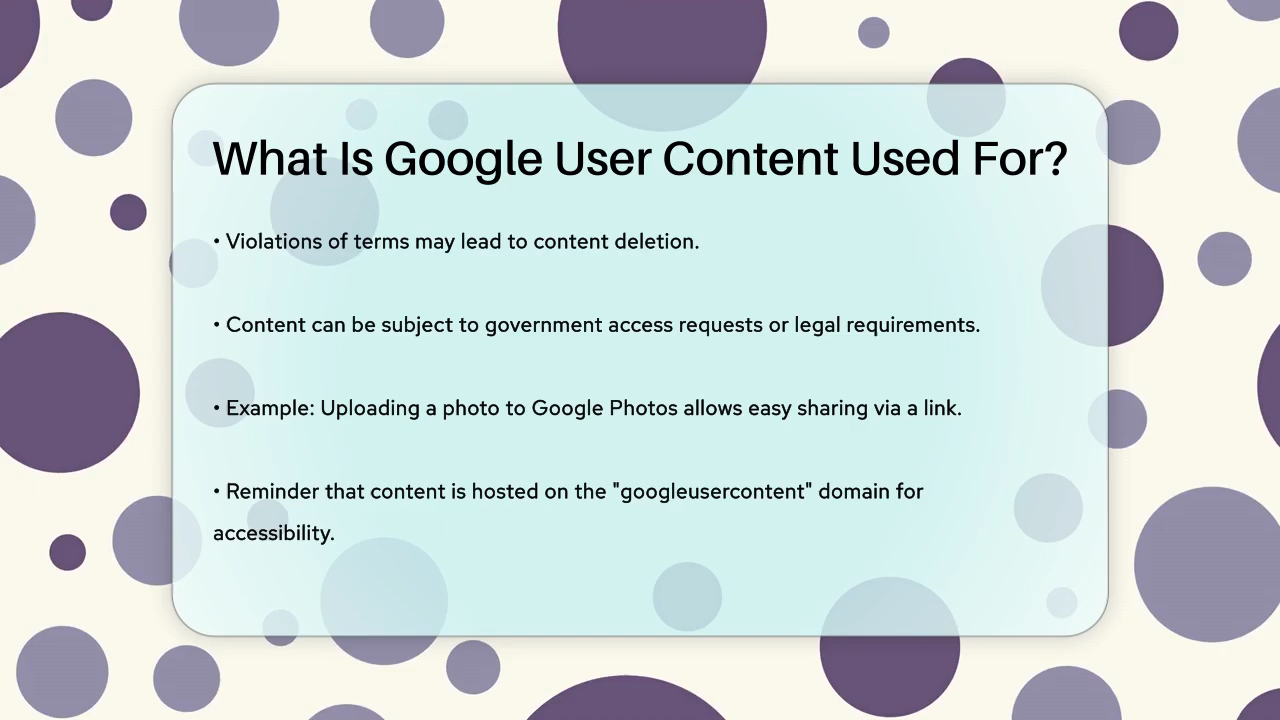 What Is Google User Content Used For?
• Violations of terms may lead to content deletion.
• Content can be subject to government access requests or legal requirements.
• Example: Uploading a photo to Google Photos allows easy sharing via a link.
• Reminder that content is hosted on the "googleusercontent" domain for
accessibility.